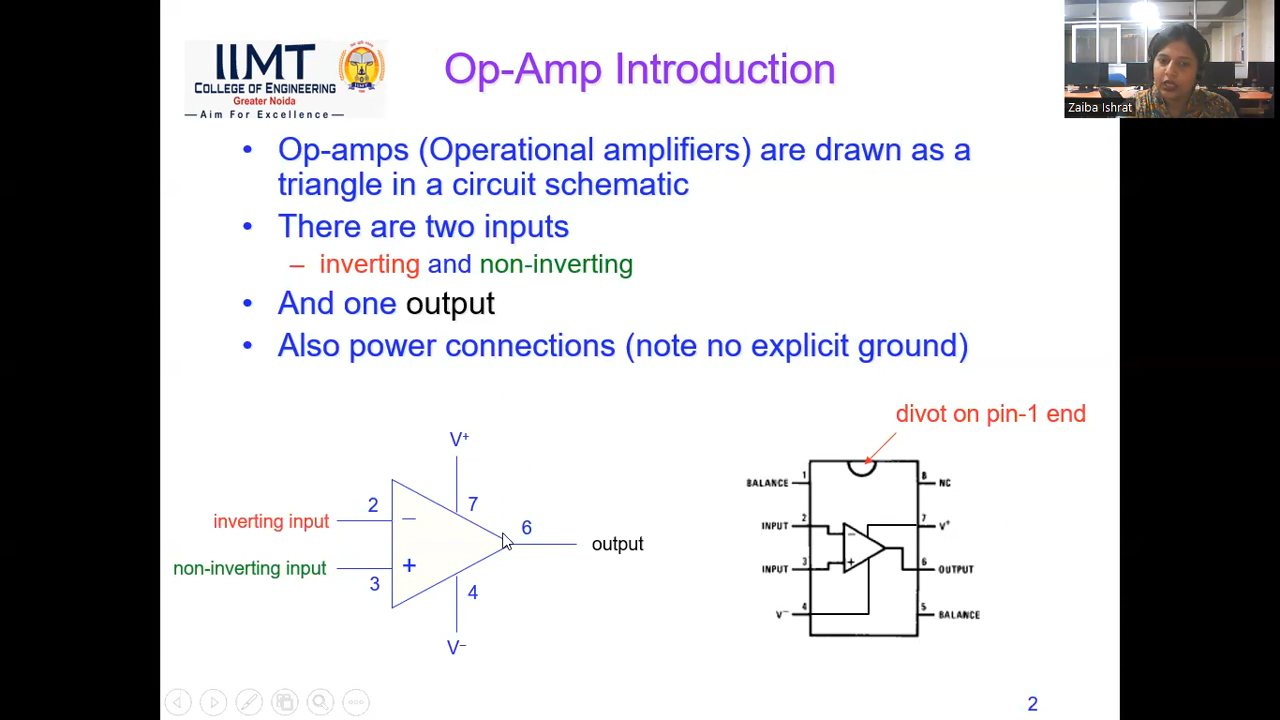 IIMT
COLLEGE OF ENGINEERING
Greater Noida
—Aim For Excellence—
Op-Amp Introduction
Zaiba Ishrat
• Op-amps (Operational amplifiers) are drawn as a
triangle in a circuit schematic
• There are two inputs
– inverting and non-inverting
• And one output
• Also power connections (note no explicit ground)
V+
7
2
inverting input
−
6
output
non-inverting input
+
3
4
V−
divot on pin-1 end
BALANCE 1
8 NC
INPUT 2
7 V+
−
+
INPUT 3
6 OUTPUT
V− 4
5 BALANCE
2